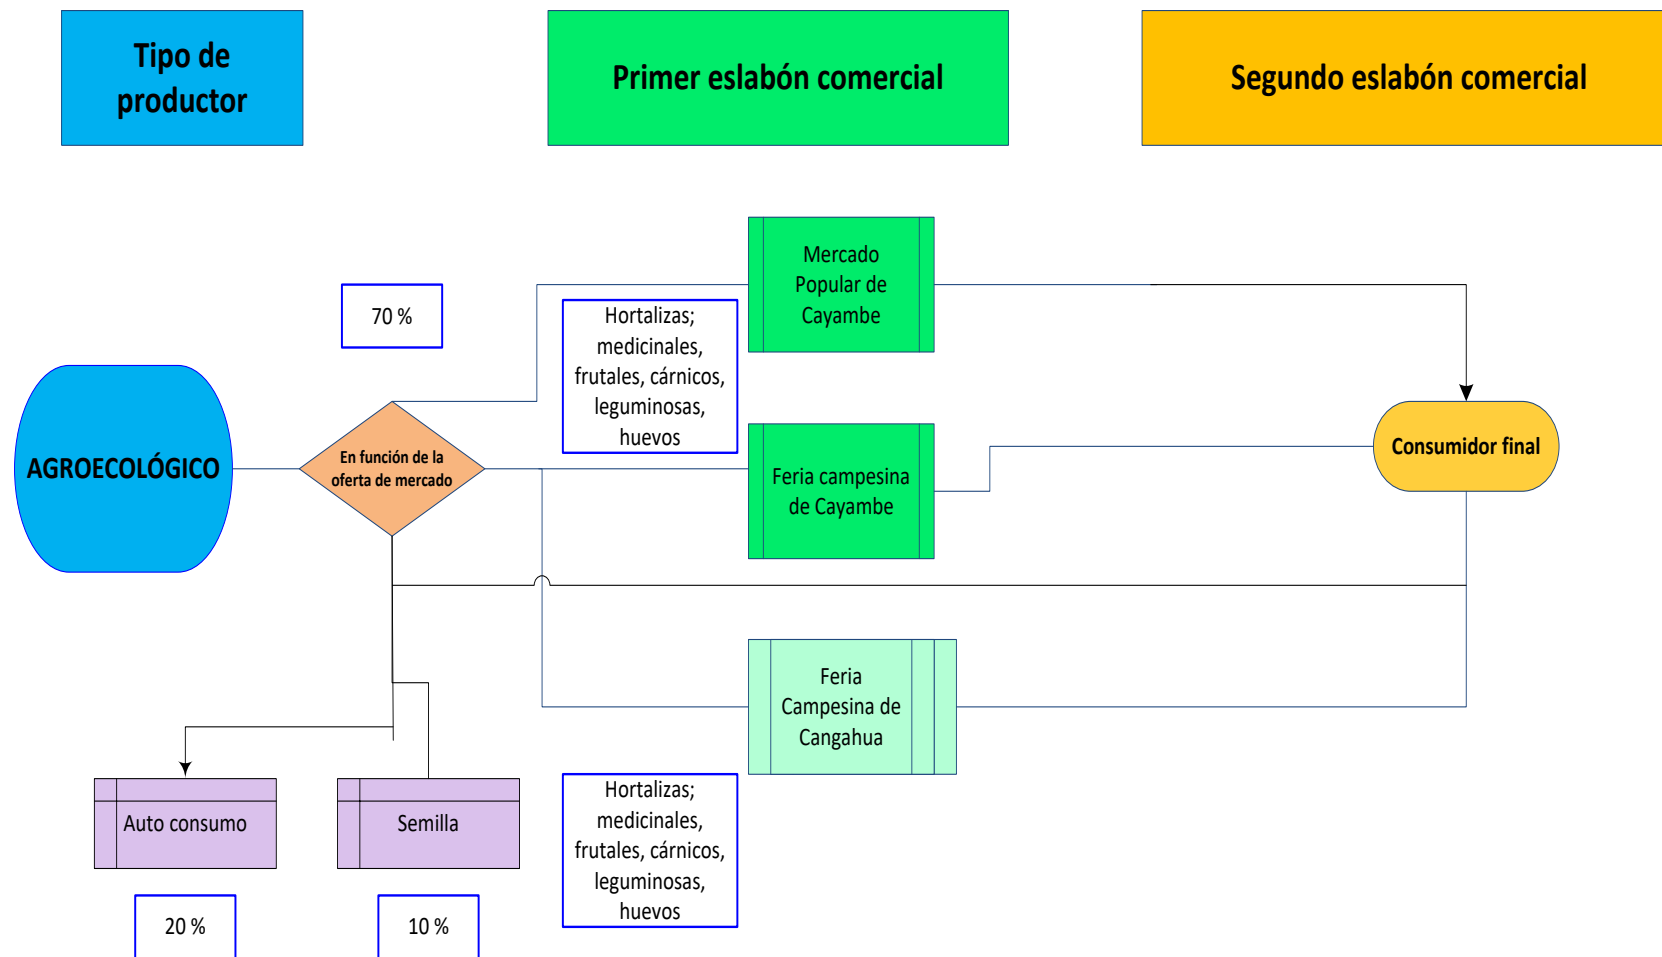 Tipo de
productor
Primer eslabón comercial
Segundo eslabón comercial
Mercado
Popular de
Cayambe
70 %
Hortalizas;
medicinales,
frutales, cárnicos,
leguminosas,
huevos
AGROECOLÓGICO
En función de la
oferta de mercado
Feria campesina
de Cayambe
Consumidor final
Feria
Campesina de
Cangahua
Auto consumo
Semilla
Hortalizas;
medicinales,
frutales, cárnicos,
leguminosas,
huevos
20 %
10 %